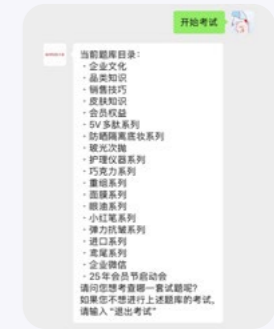 开始考试
当前题库目录：
- 企业文化
- 品类知识
- 销售技巧
- 皮肤知识
- 会员权益
- 5V多肽系列
- 防晒隔离底妆系列
- 玻光次抛
- 护理仪器系列
- 巧克力系列
- 重组系列
- 面膜系列
- 眼油系列
- 小红笔系列
- 弹力抗皱系列
- 进口系列
- 鸢尾系列
- 企业微信
- 25年会员节启动会
请问您想考查哪一套试题呢？
如果您不想进行上述题库的考试，
请输入“退出考试”